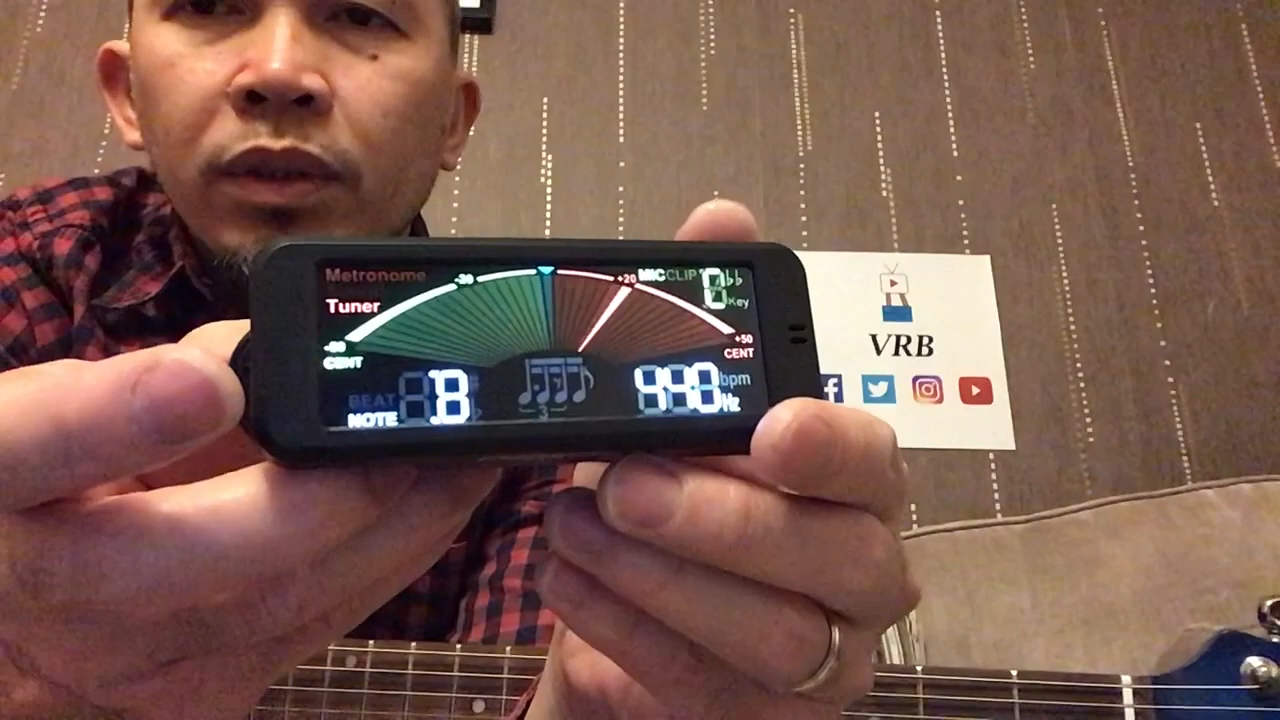 Metronome
-20
+20
MIC CLIP
Key
Tuner
-50
CENT
+50
CENT
BEAT
NOTE
B
3
440
bpm
Hz
VRB